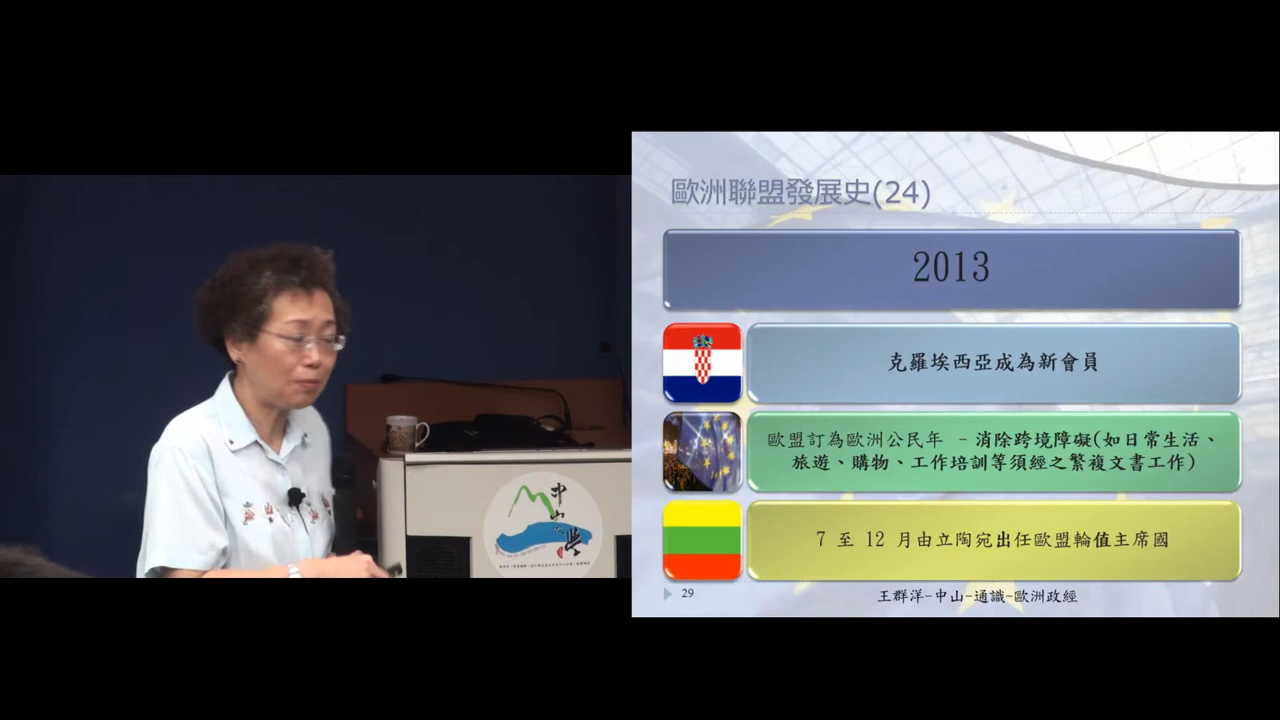 歐洲聯盟發展史(24)
2013
克羅埃西亞成為新會員
歐盟訂為歐洲公民年 –消除跨境障礙(如日常生活、
旅遊、購物、工作培訓等須經之繁複文書工作)
7 至 12 月由立陶宛出任歐盟輪值主席國
29
王群洋-中山-通識-歐洲政經
中山大學